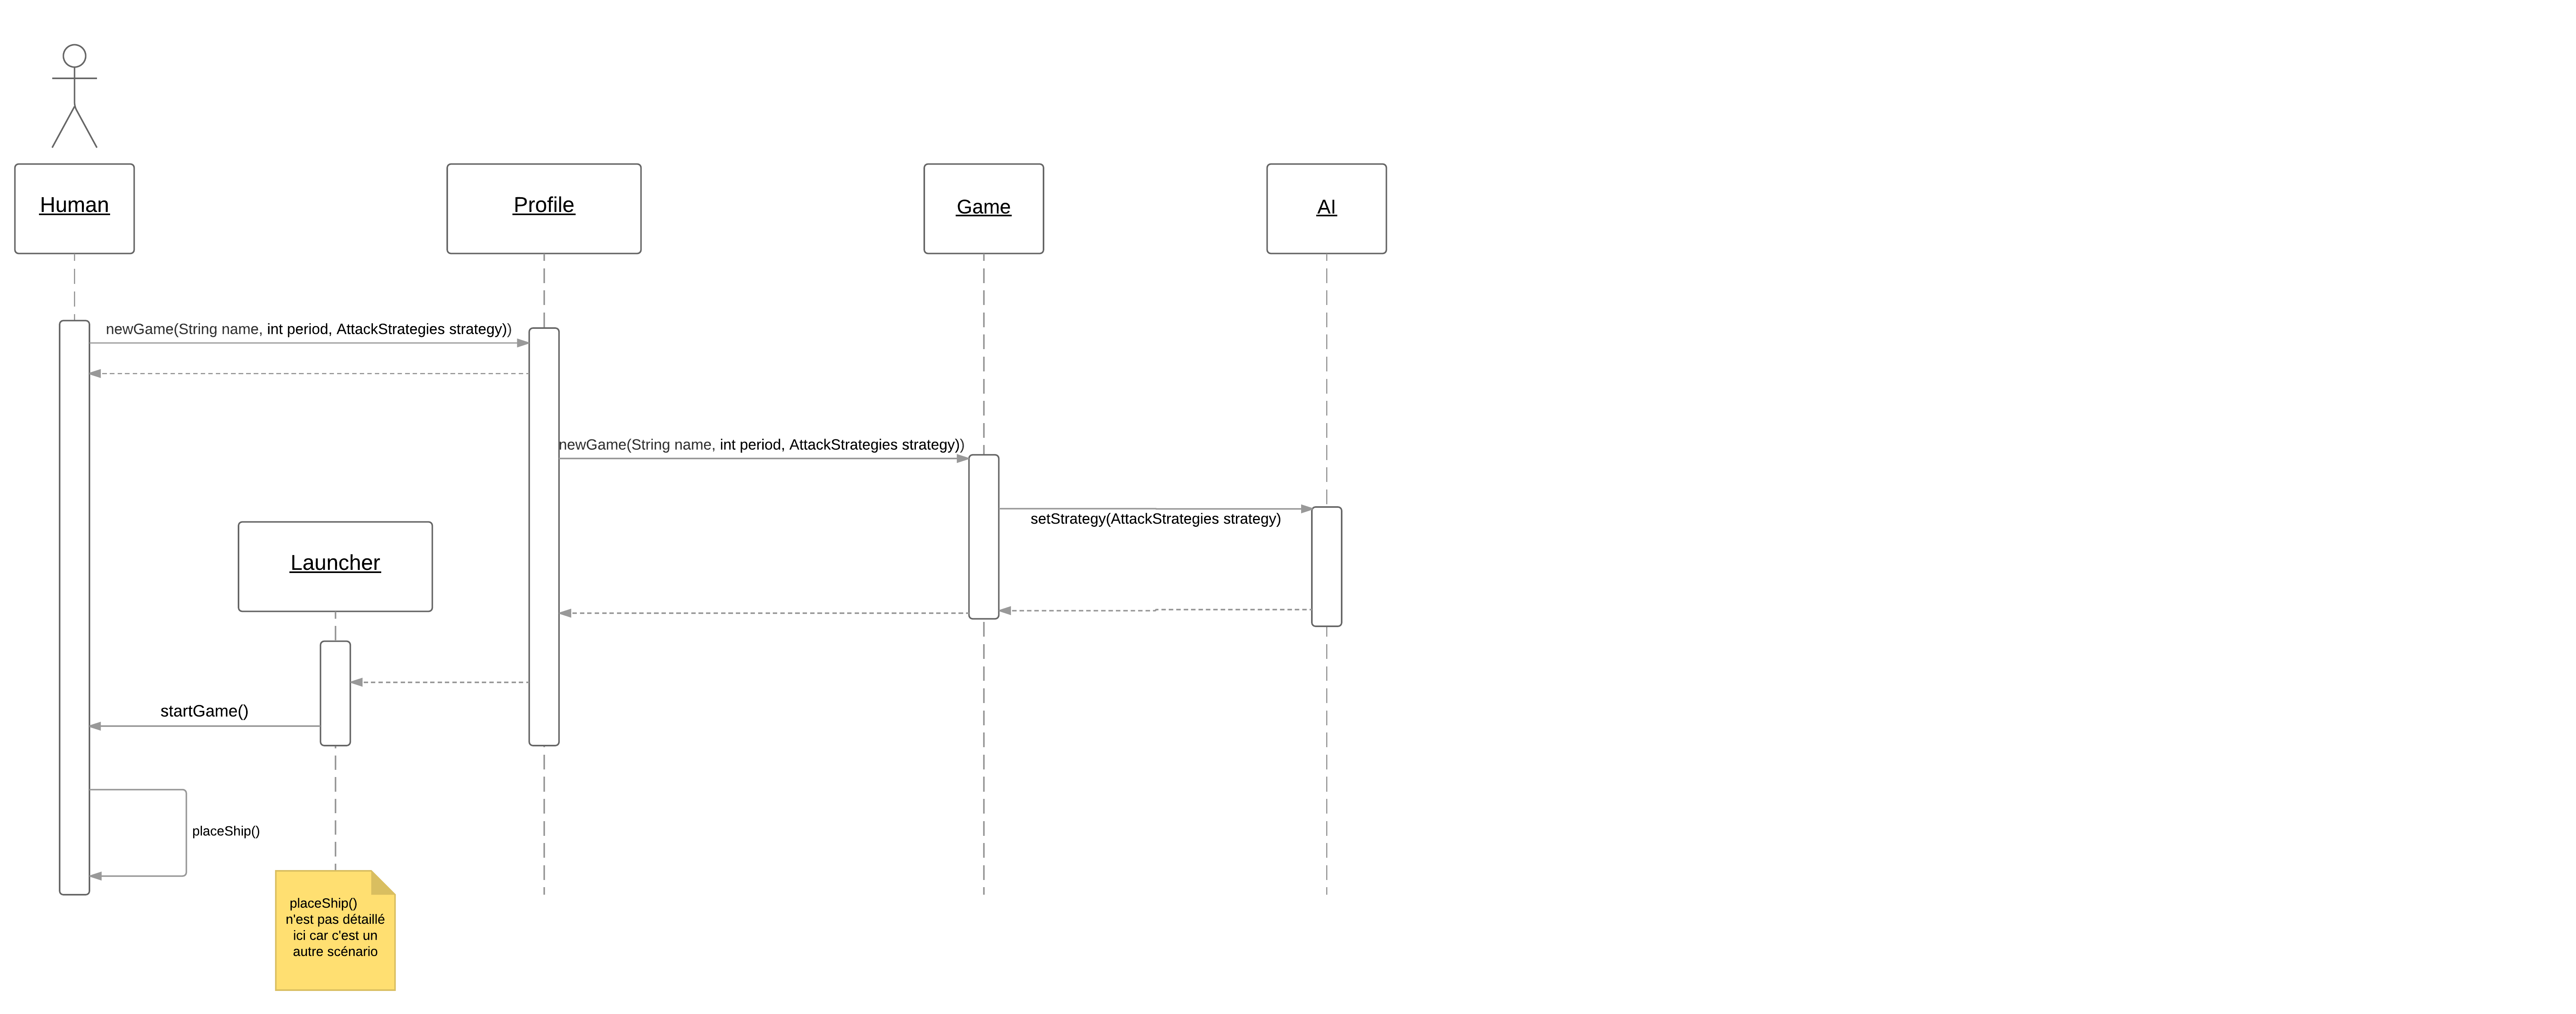 Human
Profile
Game
AI
newGame(String name, int period, AttackStrategies strategy))
newGame(String name, int period, AttackStrategies strategy))
setStrategy(AttackStrategies strategy)
Launcher
startGame()
placeShip()
placeShip()
n'est pas détaillé
ici car c'est un
autre scénario